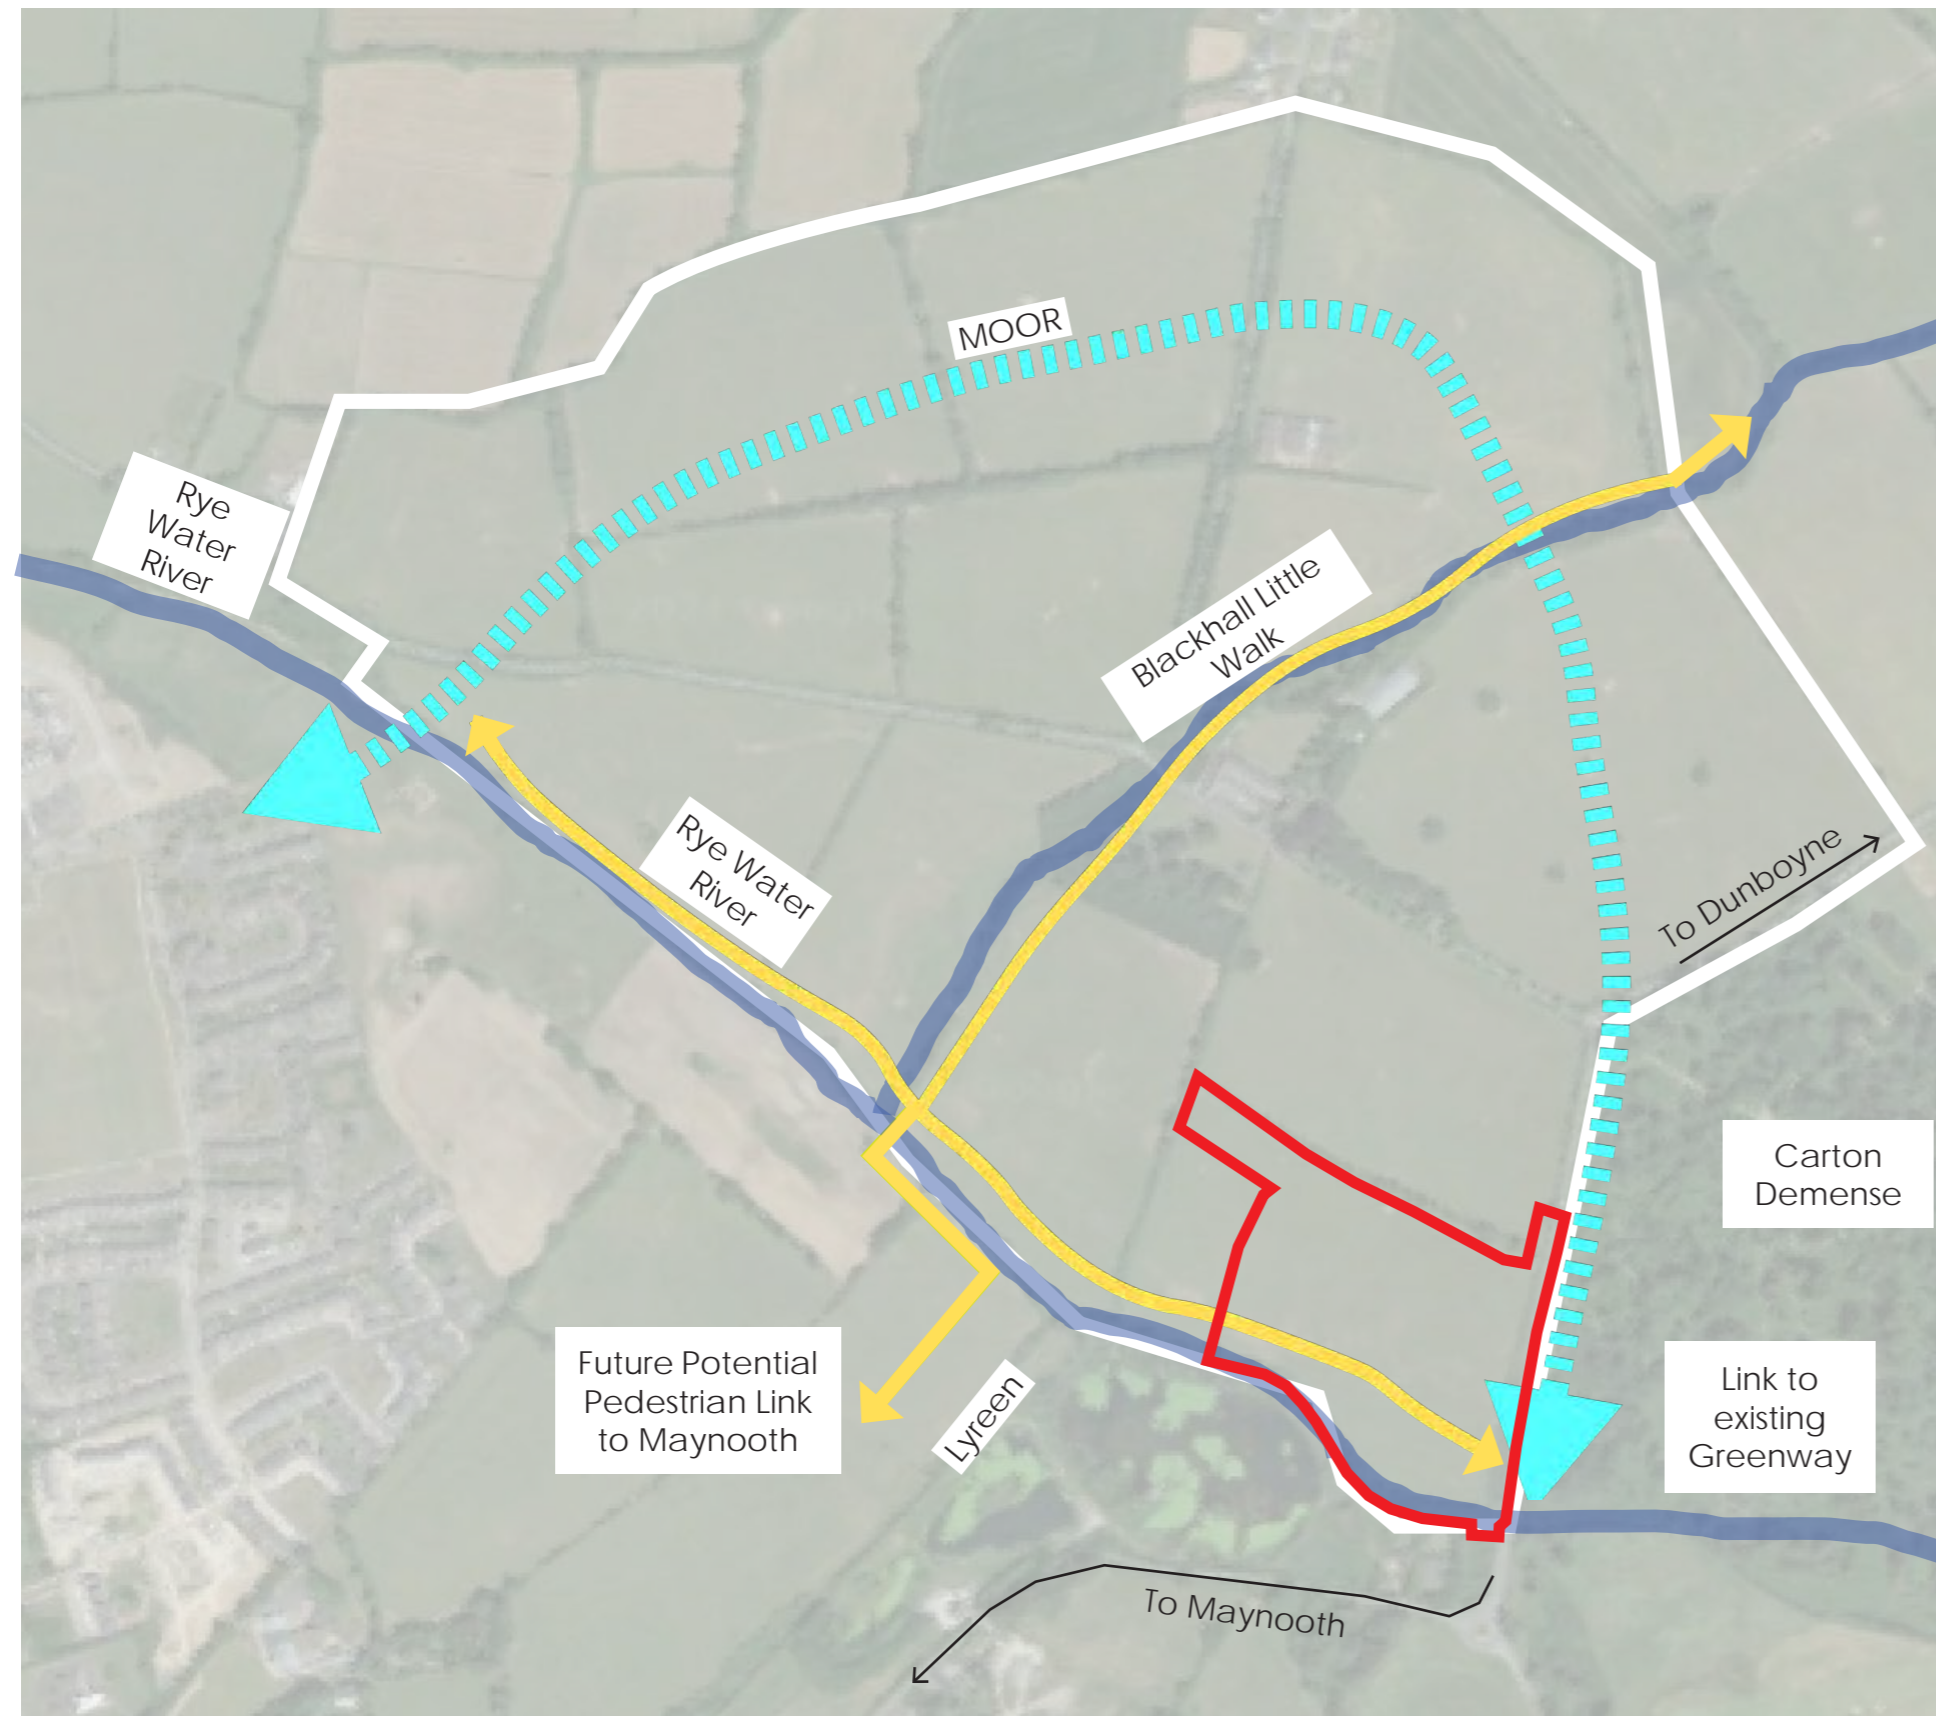 MOOR
Rye
Water
River
Blackhall Little
Walk
Rye Water
River
To Dunboyne
Carton
Demense
Future Potential
Pedestrian Link
to Maynooth
Lyreen
Link to
existing
Greenway
To Maynooth